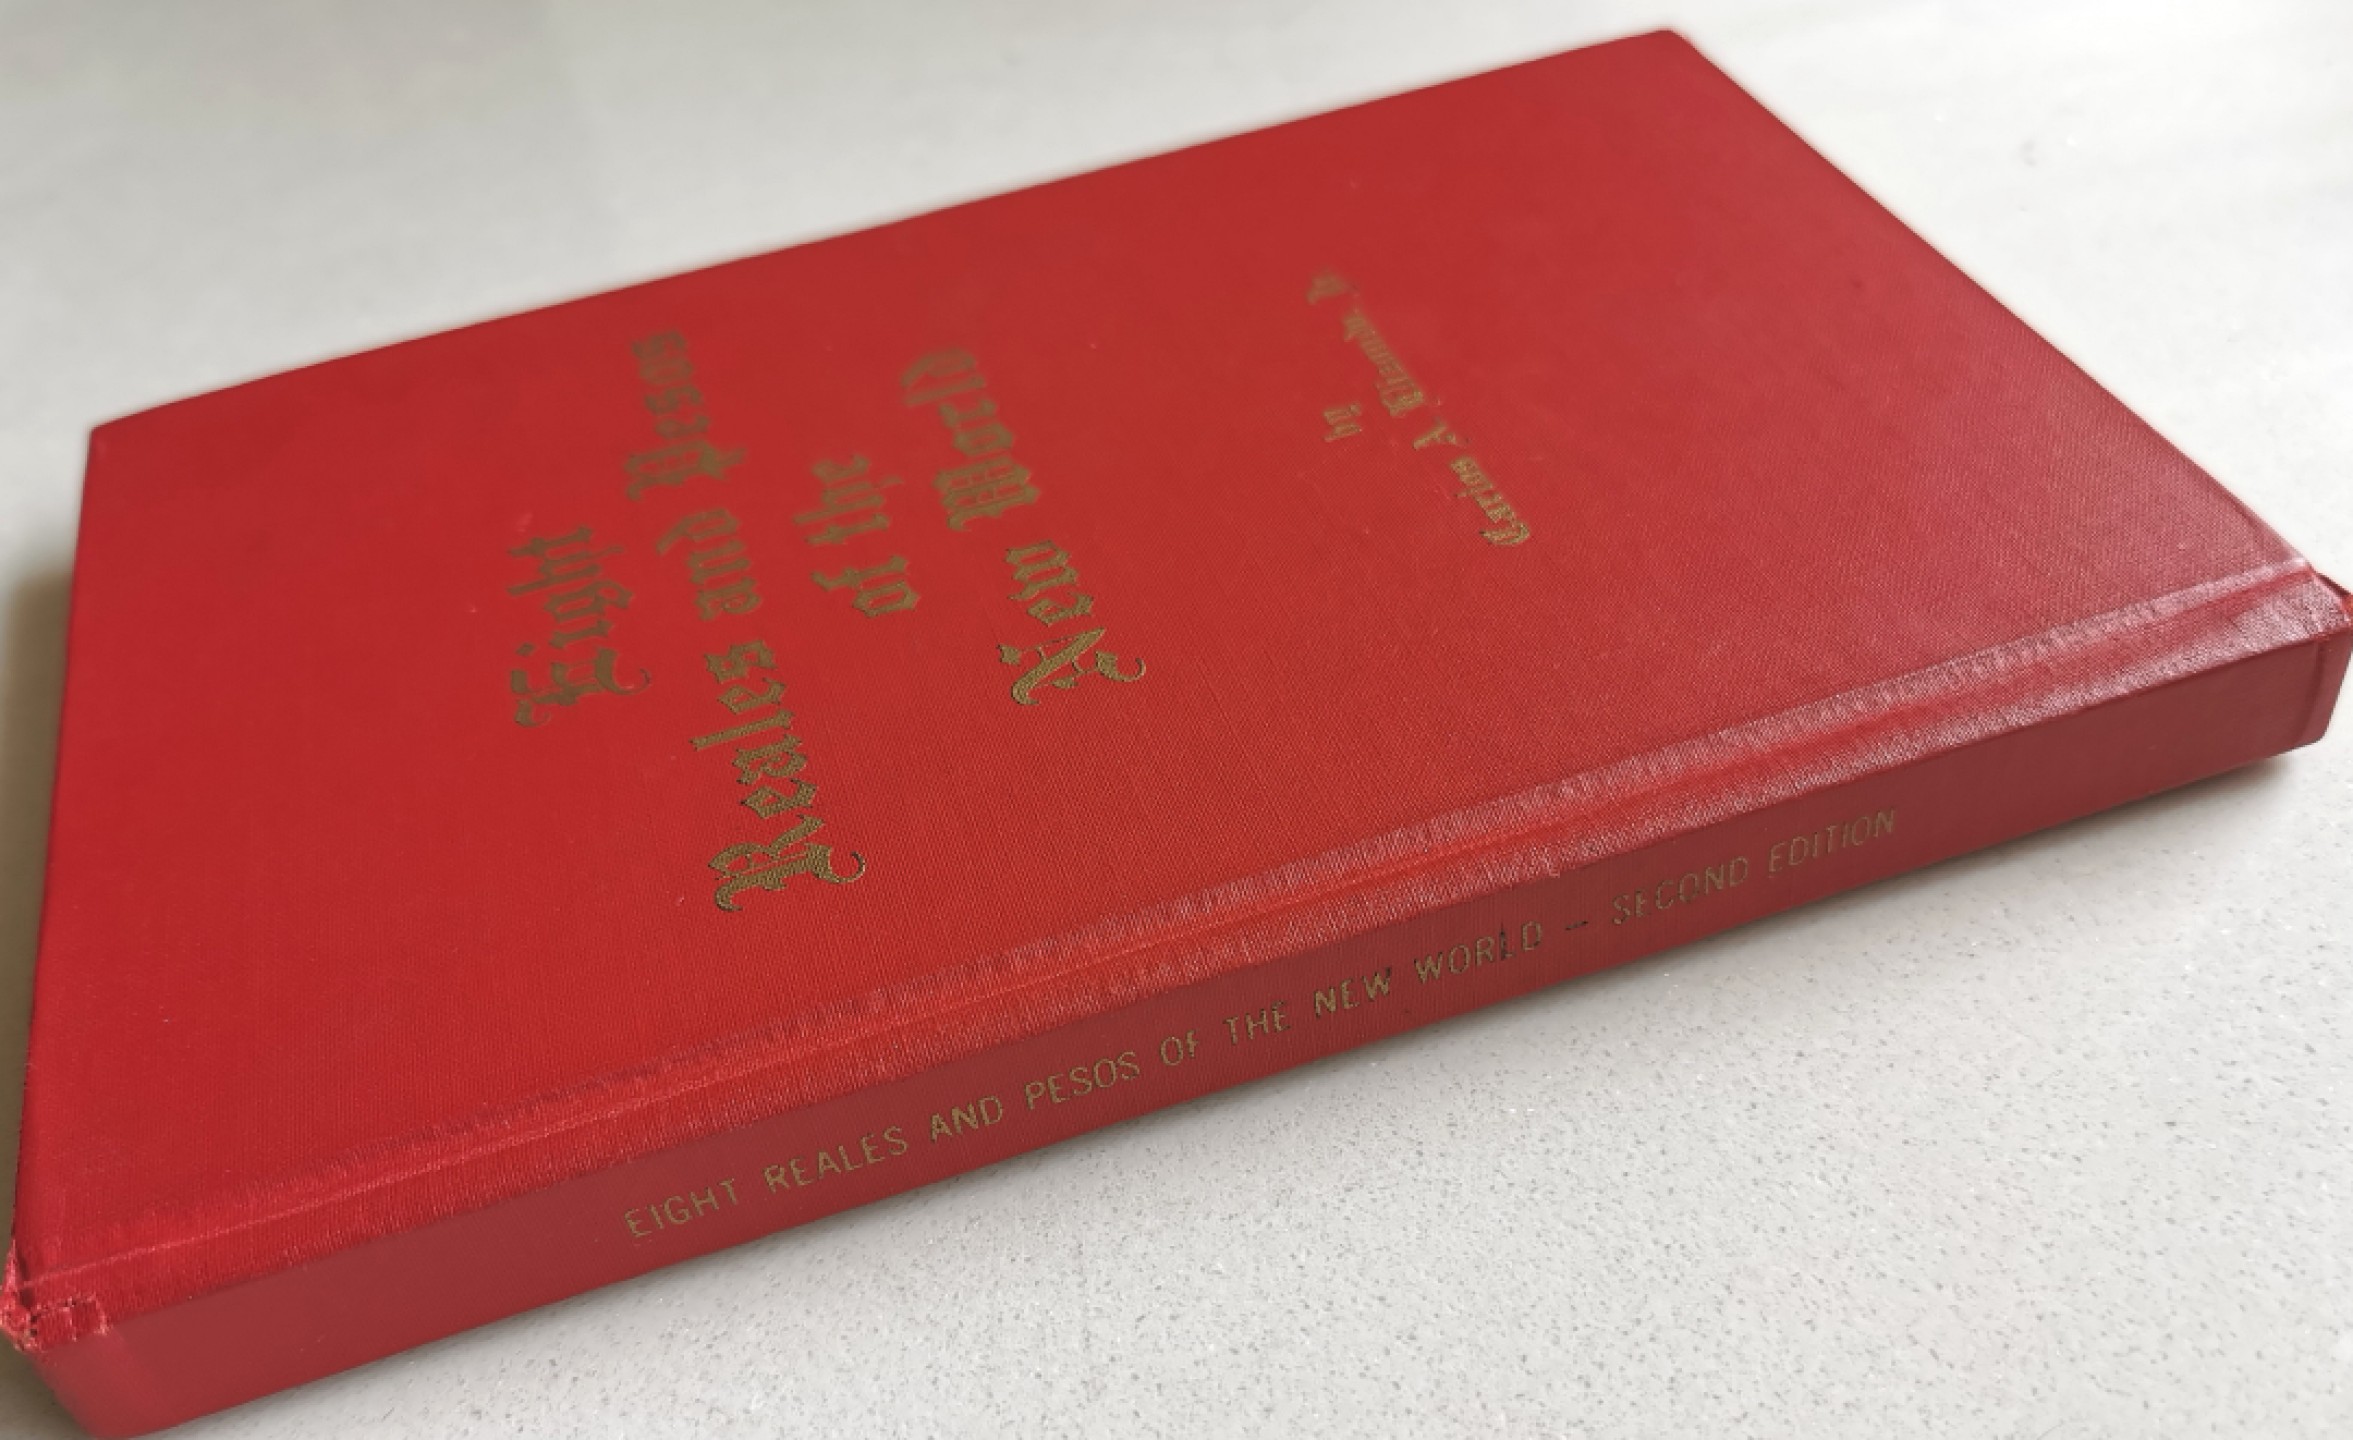 Eight
Reales and Pesos
of the
New World
by
Carlos A.
EIGHT REALES AND PESOS OF THE NEW WORLD – SECOND EDITION